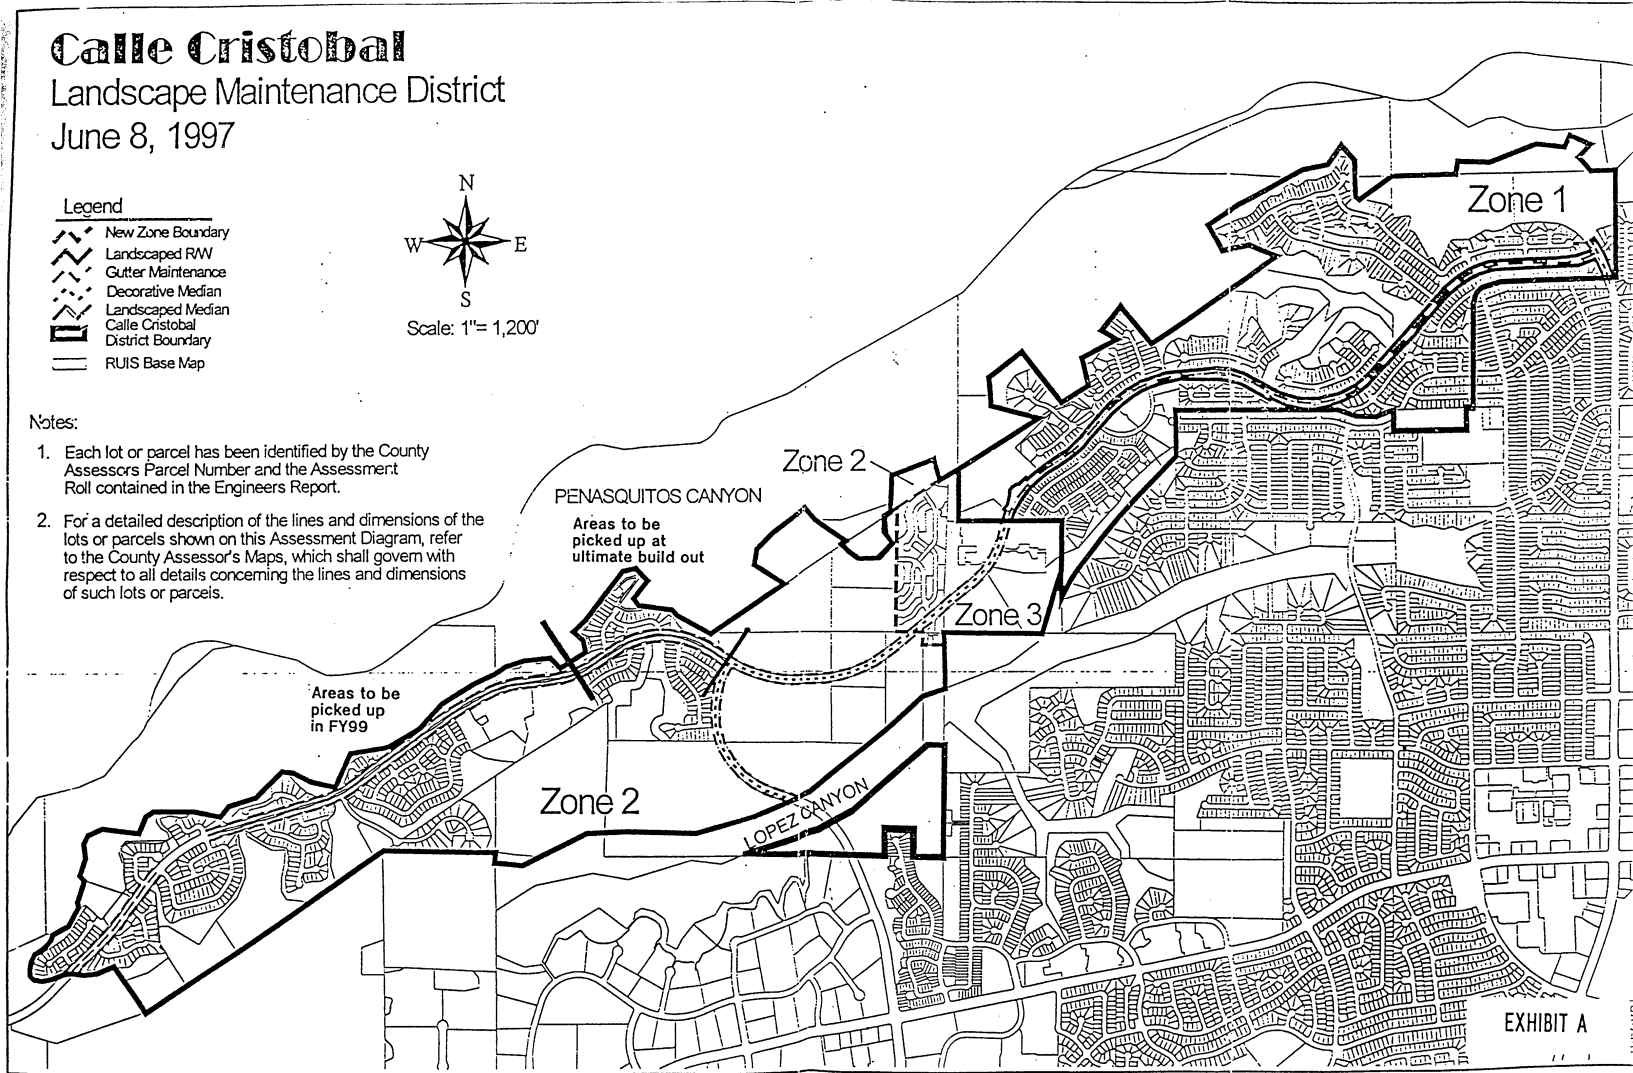 Calle Cristobal
Landscape Maintenance District
June 8, 1997
Legend
New Zone Boundary
Landscaped R/W
Gutter Maintenance
Decorative Median
Landscaped Median
Calle Cristobal
District Boundary
RUIS Base Map
N
W
E
S
Scale: 1"= 1,200'
Notes:
1. Each lot or parcel has been identified by the County
Assessors Parcel Number and the Assessment
Roll contained in the Engineers Report.
2. For a detailed description of the lines and dimensions of the
lots or parcels shown on this Assessment Diagram, refer
to the County Assessor's Maps, which shall govern with
respect to all details concerning the lines and dimensions
of such lots or parcels.
Zone 1
Zone 2
PENASQUITOS CANYON
Areas to be
picked up at
ultimate build out
Zone 3
Areas to be
picked up
in FY99
Zone 2
LOPEZ CANYON
EXHIBIT A